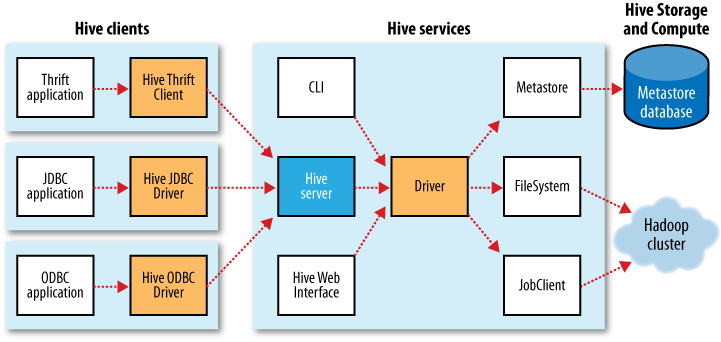 Hive clients
Hive services
Hive Storage
and Compute
Thrift
application
Hive Thrift
Client
CLI
Metastore
Metastore
database
JDBC
application
Hive JDBC
Driver
Hive
server
Driver
FileSystem
Hadoop
cluster
ODBC
application
Hive ODBC
Driver
Hive Web
Interface
JobClient